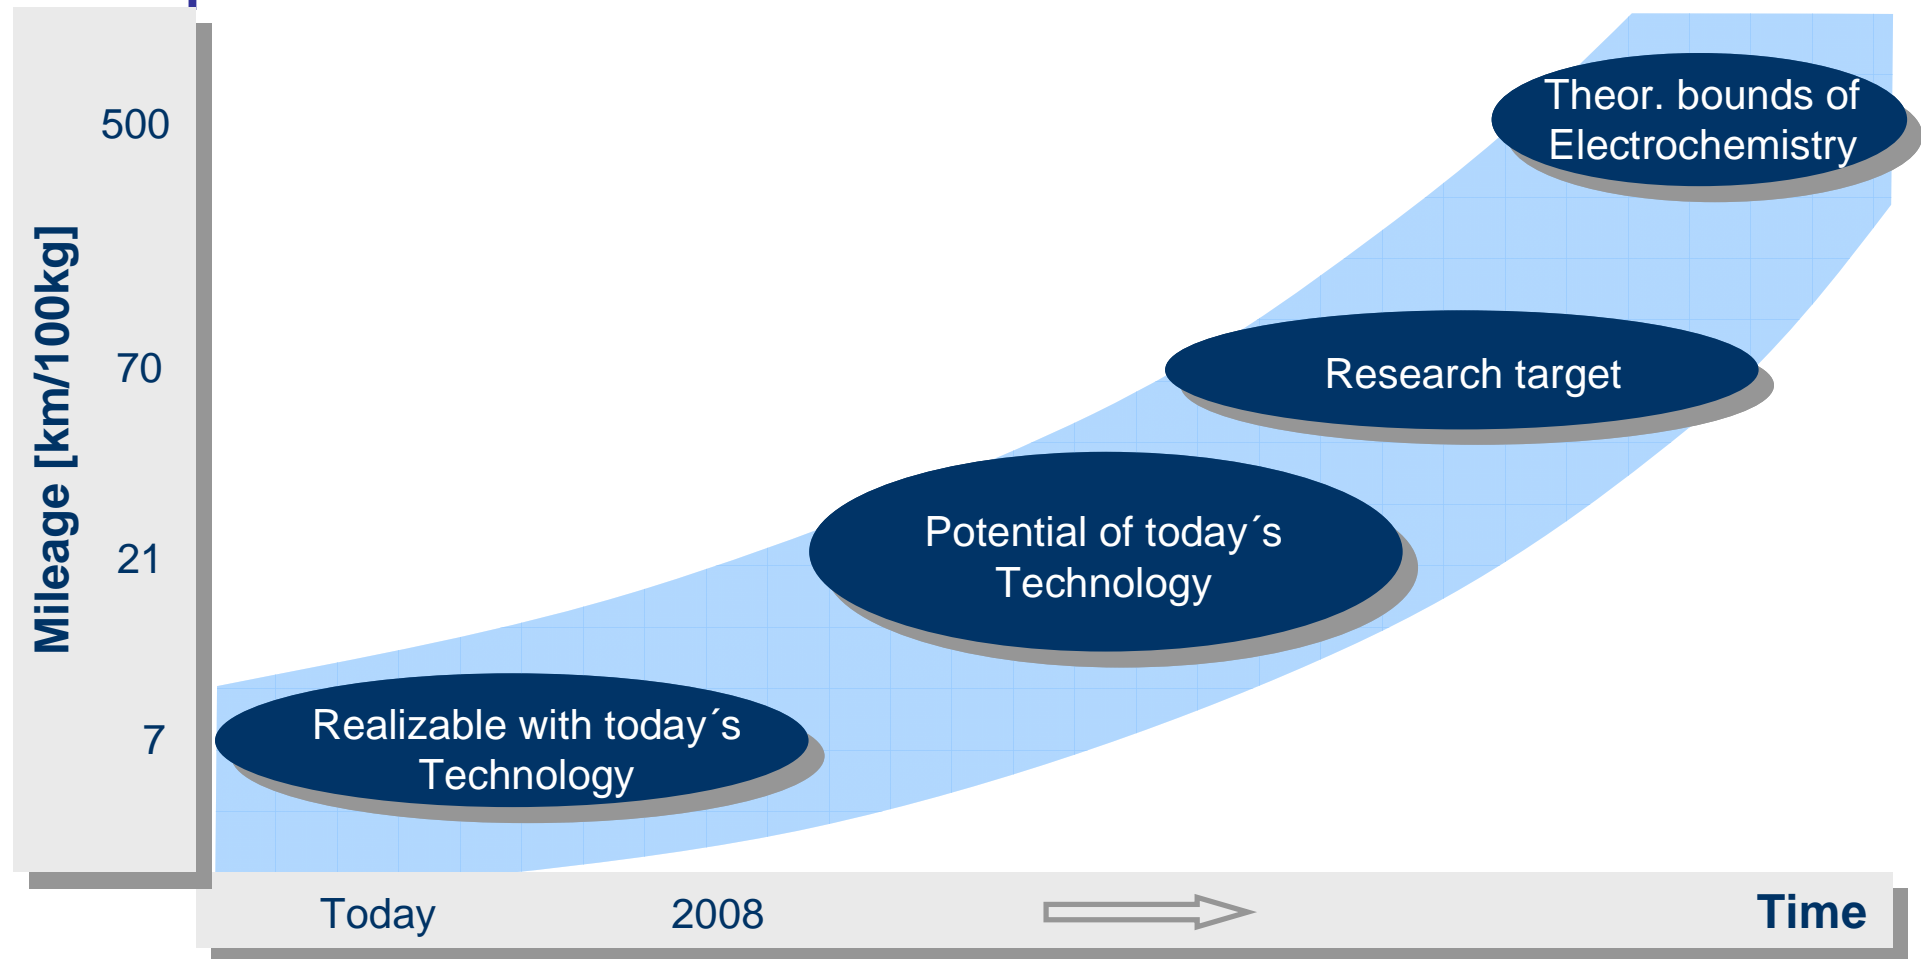 Mileage [km/100kg]
500
70
21
7
Theor. bounds of
Electrochemistry
Research target
Potential of today´s
Technology
Realizable with today´s
Technology
Today
2008
Time